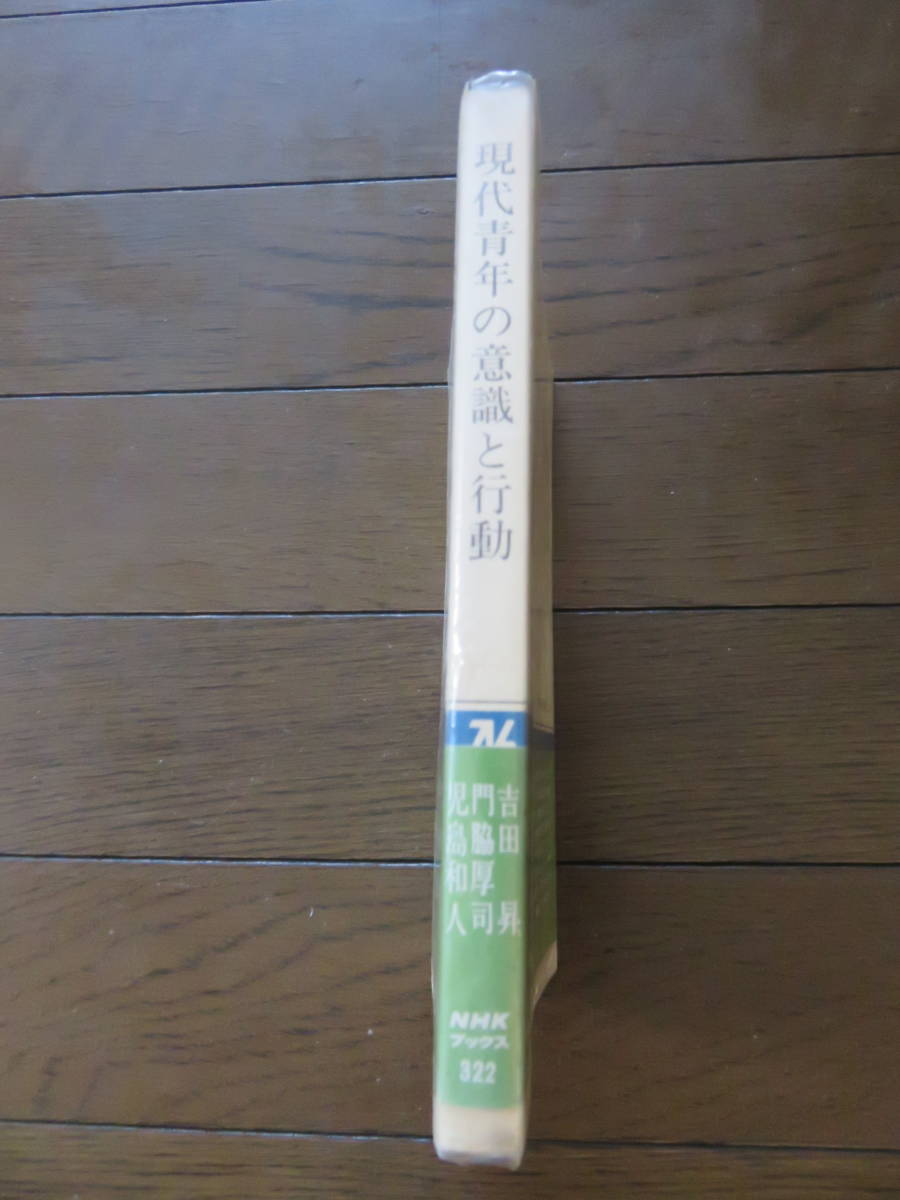 現代青年の意識と行動
吉田 昇
門脇厚司
児島和人
NHK
ブックス
322